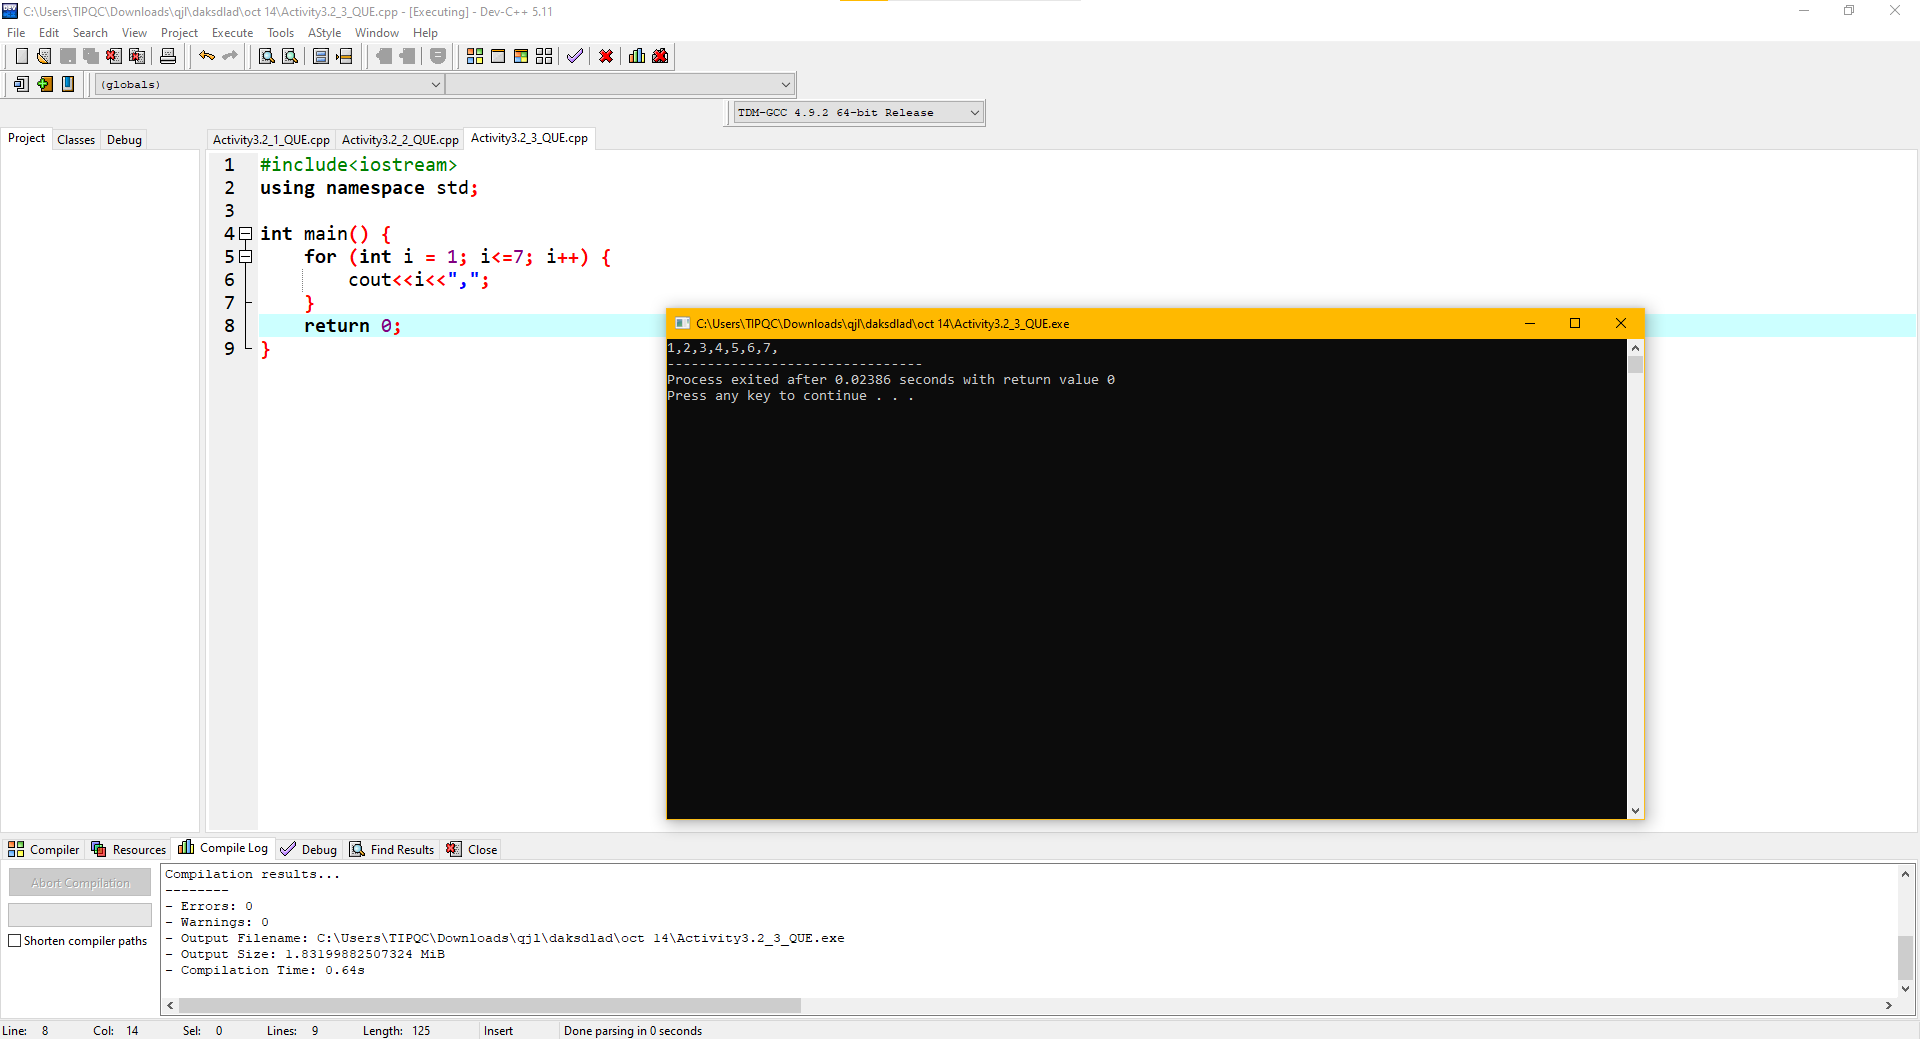 C:\Users\TIPQC\Downloads\qjl\daksdlad\oct 14\Activity3.2_3_QUE.cpp - [Executing] - Dev-C++ 5.11
File Edit Search View Project Execute Tools AStyle Window Help
(globals)
TDM-GCC 4.9.2 64-bit Release
Project Classes Debug
Activity3.2_1_QUE.cpp Activity3.2_2_QUE.cpp Activity3.2_3_QUE.cpp
1 #include<iostream>
2 using namespace std;
3
4 int main() {
5 for (int i = 1; i<=7; i++) {
6 cout<<i<<",";
7 }
8 return 0;
9 }
C:\Users\TIPQC\Downloads\qjl\daksdlad\oct 14\Activity3.2_3_QUE.exe
1,2,3,4,5,6,7,
--------------------------------
Process exited after 0.02386 seconds with return value 0
Press any key to continue . . .
Compiler Resources Compile Log Debug Find Results Close
Abort Compilation
Shorten compiler paths
Compilation results...
--------
- Errors: 0
- Warnings: 0
- Output Filename: C:\Users\TIPQC\Downloads\qjl\daksdlad\oct 14\Activity3.2_3_QUE.exe
- Output Size: 1.83199882507324 MiB
- Compilation Time: 0.64s
Line: 8 Col: 14 Sel: 0 Lines: 9 Length: 125 Insert Done parsing in 0 seconds